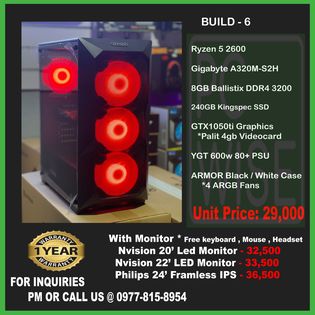 BUILD - 6
Ryzen 5 2600
Gigabyte A320M-S2H
8GB Ballistix DDR4 3200
240GB Kingspec SSD
GTX1050ti Graphics
*Palit 4gb Videocard
YGT 600w 80+ PSU
ARMOR Black / White Case
*4 ARGB Fans
Unit Price: 29,000
WARRANTY
1 YEAR
WARRANTY
With Monitor * Free keyboard , Mouse , Headset
Nvision 20' Led Monitor - 32,500
Nvision 22' LED Monitor - 33,500
Philips 24' Framless IPS - 36,500
FOR INQUIRIES
PM OR CALL US @ 0977-815-8954